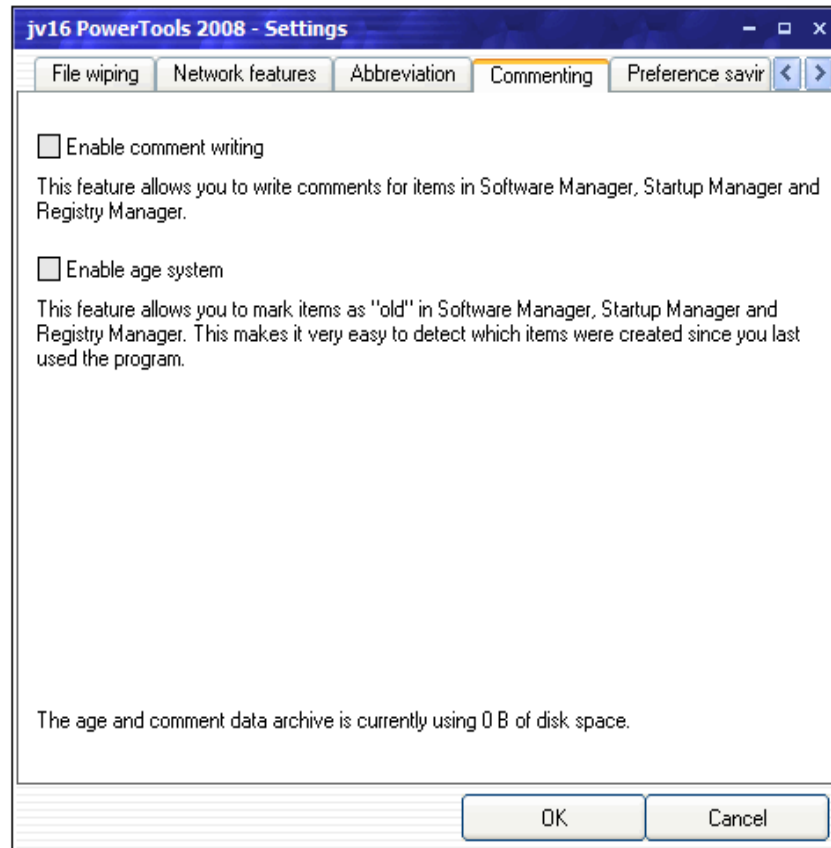 jv16 PowerTools 2008 - Settings
File wiping Network features Abbreviation Commenting Preference savir
Enable comment writing
This feature allows you to write comments for items in Software Manager, Startup Manager and
Registry Manager.
Enable age system
This feature allows you to mark items as "old" in Software Manager, Startup Manager and
Registry Manager. This makes it very easy to detect which items were created since you last
used the program.
The age and comment data archive is currently using 0 B of disk space.
OK Cancel